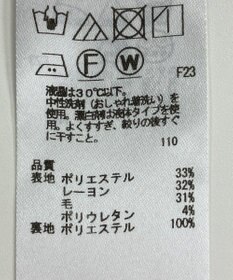 F
W
F23
液温は30℃以下。
中性洗剤(おしゃれ着洗い)を
使用。漂白剤は液体タイプを使
用。よくすすぎ、絞りの後すぐ
に干すこと。
110
品質
表地 ポリエステル 33%
レーヨン 32%
毛 31%
ポリウレタン 4%
裏地 ポリエステル 100%